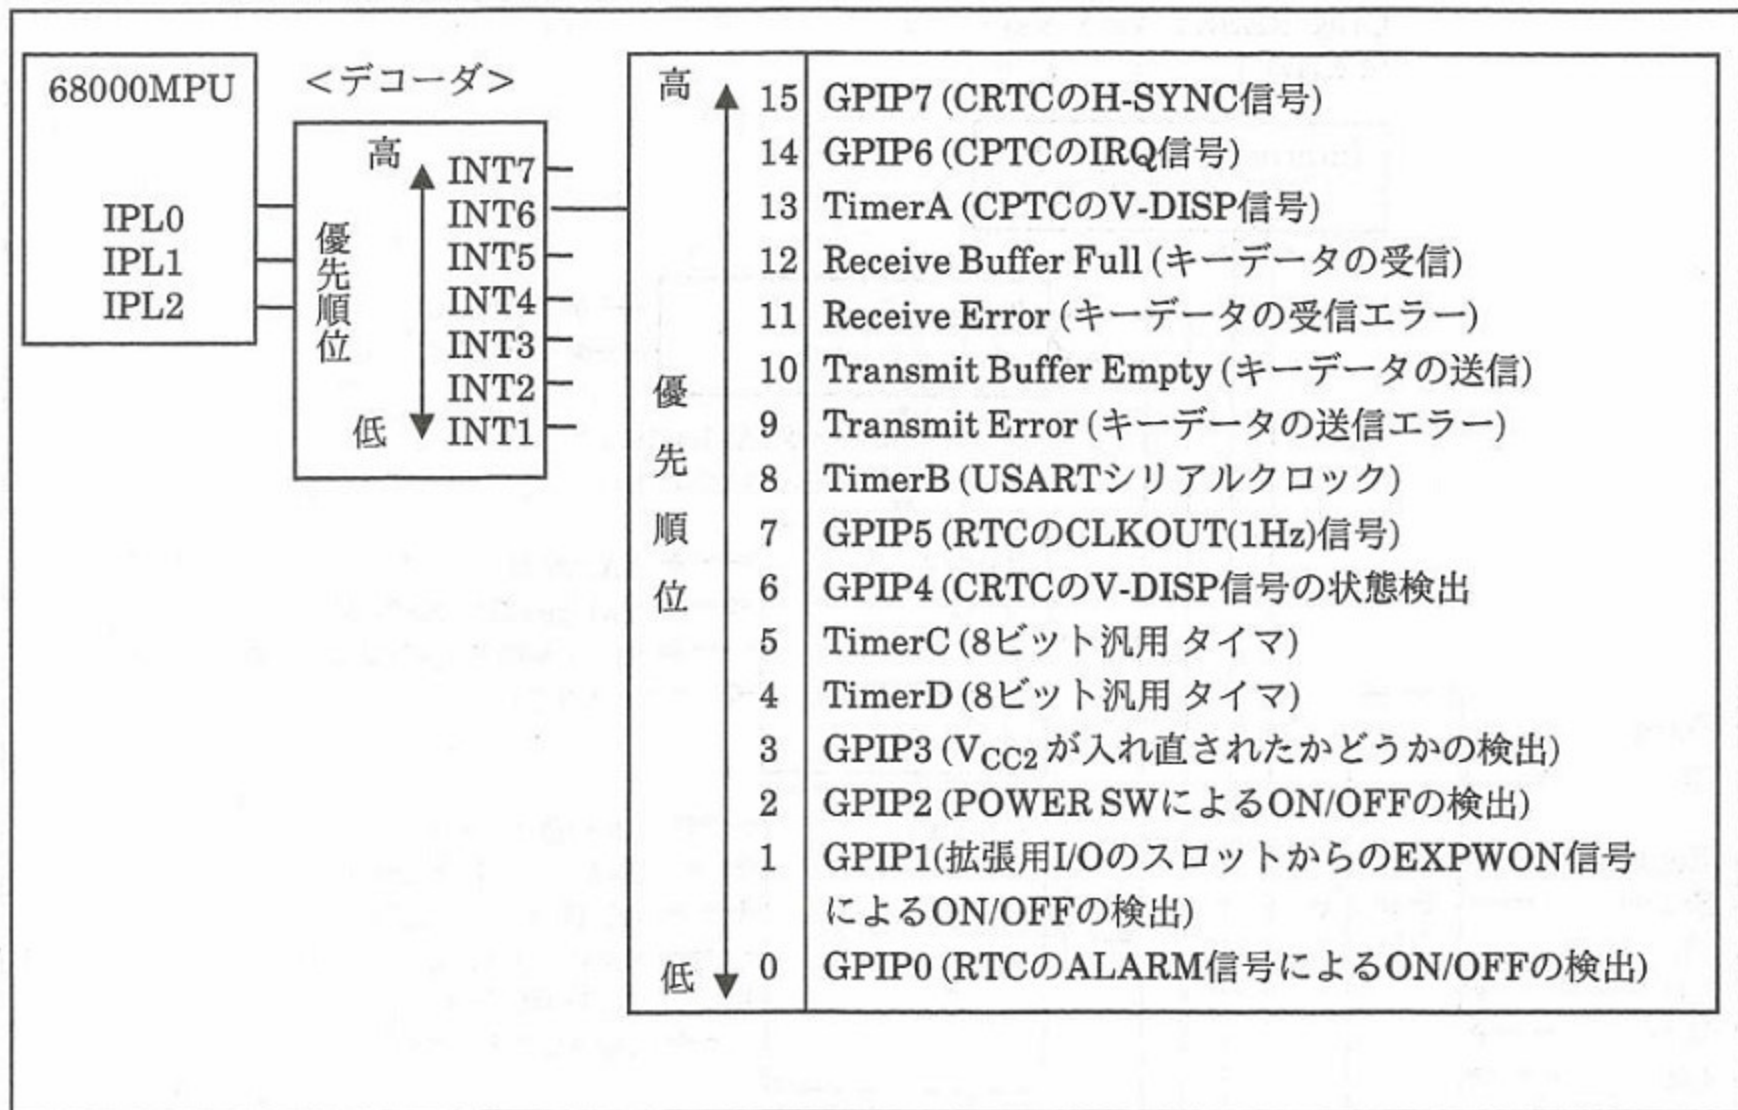 68000MPU
IPL0
IPL1
IPL2
<デコーダ>
高
優先順位
低
INT7
INT6
INT5
INT4
INT3
INT2
INT1
高
優先順位
低
15 GPIP7 (CRTCのH-SYNC信号)
14 GPIP6 (CPTCのIRQ信号)
13 TimerA (CPTCのV-DISP信号)
12 Receive Buffer Full (キーデータの受信)
11 Receive Error (キーデータの受信エラー)
10 Transmit Buffer Empty (キーデータの送信)
9 Transmit Error (キーデータの送信エラー)
8 TimerB (USARTシリアルクロック)
7 GPIP5 (RTCのCLKOUT(1Hz)信号)
6 GPIP4 (CRTCのV-DISP信号の状態検出
5 TimerC (8ビット汎用 タイマ)
4 TimerD (8ビット汎用 タイマ)
3 GPIP3 (VCC2が入れ直されたかどうかの検出)
2 GPIP2 (POWER SWによるON/OFFの検出)
1 GPIP1(拡張用I/OのスロットからのEXPWON信号
によるON/OFFの検出)
0 GPIP0 (RTCのALARM信号によるON/OFFの検出)